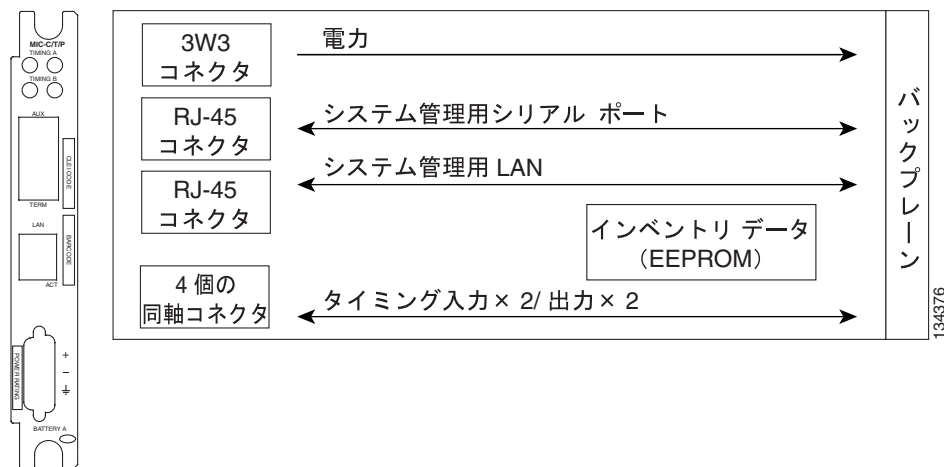 MIC-C/T/P
TIMING A
TIMING B
AUX
CLEI CODE
TERM
LAN
BARCODE
ACT
POWER RATING
+
−
BATTERY A
3W3
コネクタ
電力
RJ-45
コネクタ
システム管理用シリアル ポート
RJ-45
コネクタ
システム管理用 LAN
インベントリ データ
（EEPROM）
4 個の
同軸コネクタ
タイミング入力× 2/ 出力× 2
バックプレーン
134376